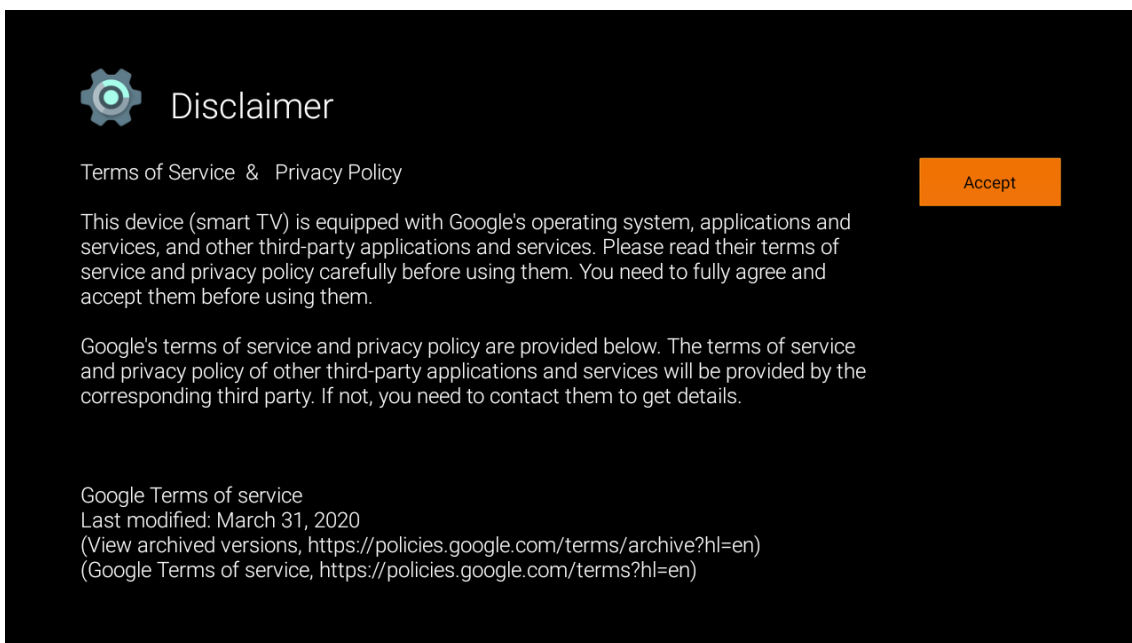 Disclaimer
Terms of Service & Privacy Policy
Accept
This device (smart TV) is equipped with Google's operating system, applications and
services, and other third-party applications and services. Please read their terms of
service and privacy policy carefully before using them. You need to fully agree and
accept them before using them.
Google's terms of service and privacy policy are provided below. The terms of service
and privacy policy of other third-party applications and services will be provided by the
corresponding third party. If not, you need to contact them to get details.
Google Terms of service
Last modified: March 31, 2020
(View archived versions, https://policies.google.com/terms/archive?hl=en)
(Google Terms of service, https://policies.google.com/terms?hl=en)